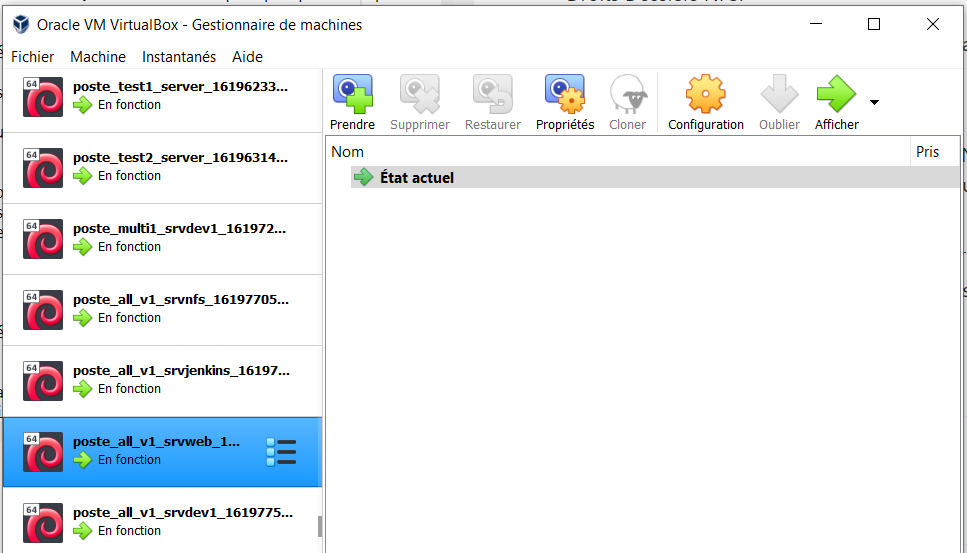 Oracle VM VirtualBox - Gestionnaire de machines
Fichier Machine Instantanés Aide
64
poste_test1_server_16196233...
En fonction
64
poste_test2_server_16196314...
En fonction
64
poste_multi1_srvdev1_161972...
En fonction
64
poste_all_v1_srvnfs_16197705...
En fonction
64
poste_all_v1_srvjenkins_16197...
En fonction
64
poste_all_v1_srvweb_1...
En fonction
64
poste_all_v1_srvdev1_1619775...
En fonction
Prendre Supprimer Restaurer Propriétés Cloner Configuration Oublier Afficher
Nom Pris
État actuel